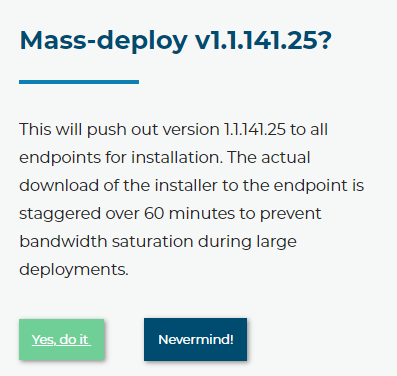 Mass-deploy v1.1.141.25?
This will push out version 1.1.141.25 to all
endpoints for installation. The actual
download of the installer to the endpoint is
staggered over 60 minutes to prevent
bandwidth saturation during large
deployments.
Yes, do it
Nevermind!